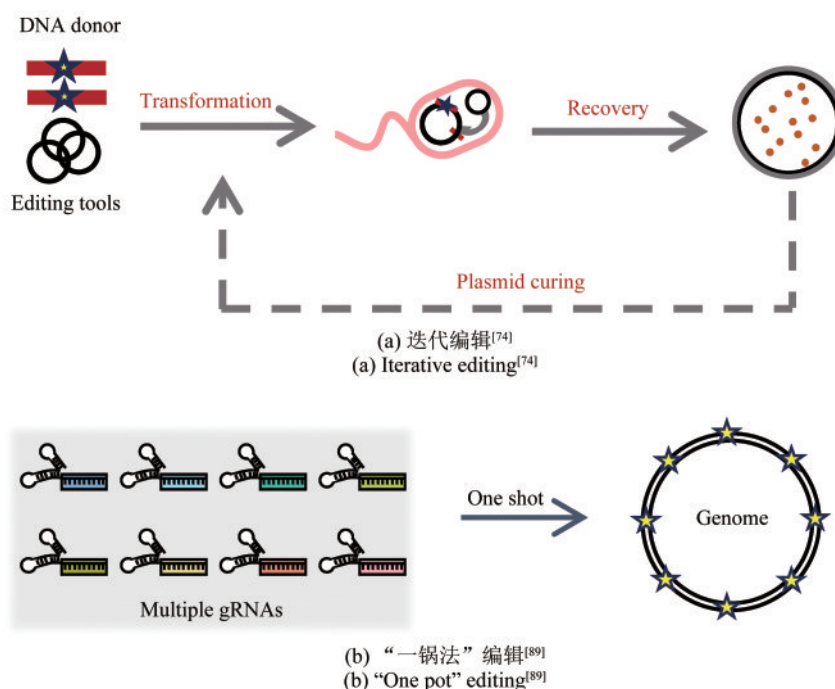 DNA donor
Transformation
Recovery
Editing tools
Plasmid curing
(a) 迭代编辑[74]
(a) Iterative editing[74]
One shot
Genome
Multiple gRNAs
(b) “一锅法”编辑[89]
(b) “One pot” editing[89]